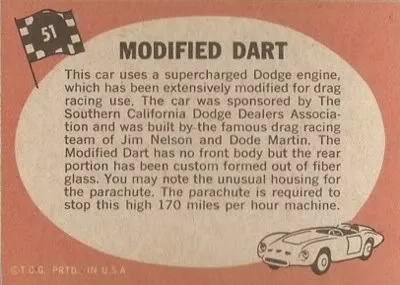 51
MODIFIED DART
This car uses a supercharged Dodge engine,
which has been extensively modified for drag
racing use. The car was sponsored by The
Southern California Dodge Dealers Associa-
tion and was built by the famous drag racing
team of Jim Nelson and Dode Martin. The
Modified Dart has no front body but the rear
portion has been custom formed out of fiber
glass. You may note the unusual housing for
the parachute. The parachute is required to
stop this high 170 miles per hour machine.
© T.C.G. PRTD. IN U.S.A.